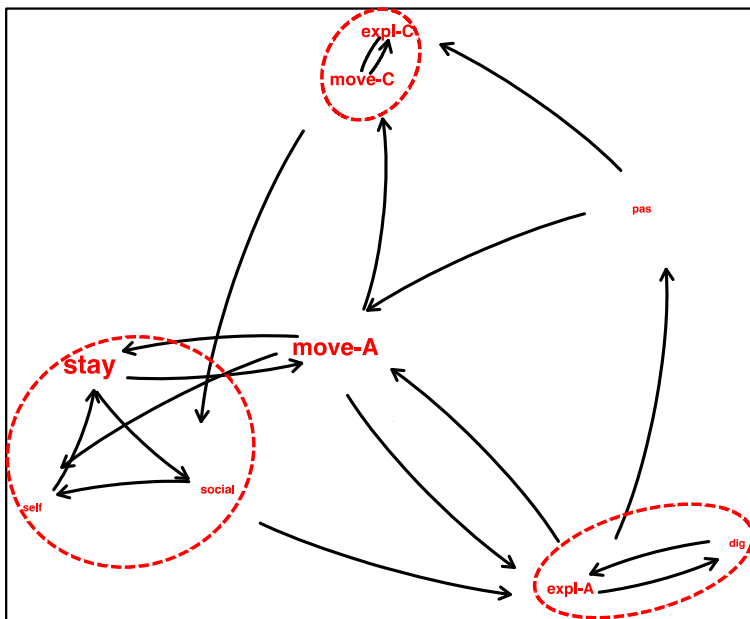 expl-C
move-C
pas
move-A
stay
social
self
dig
expl-A